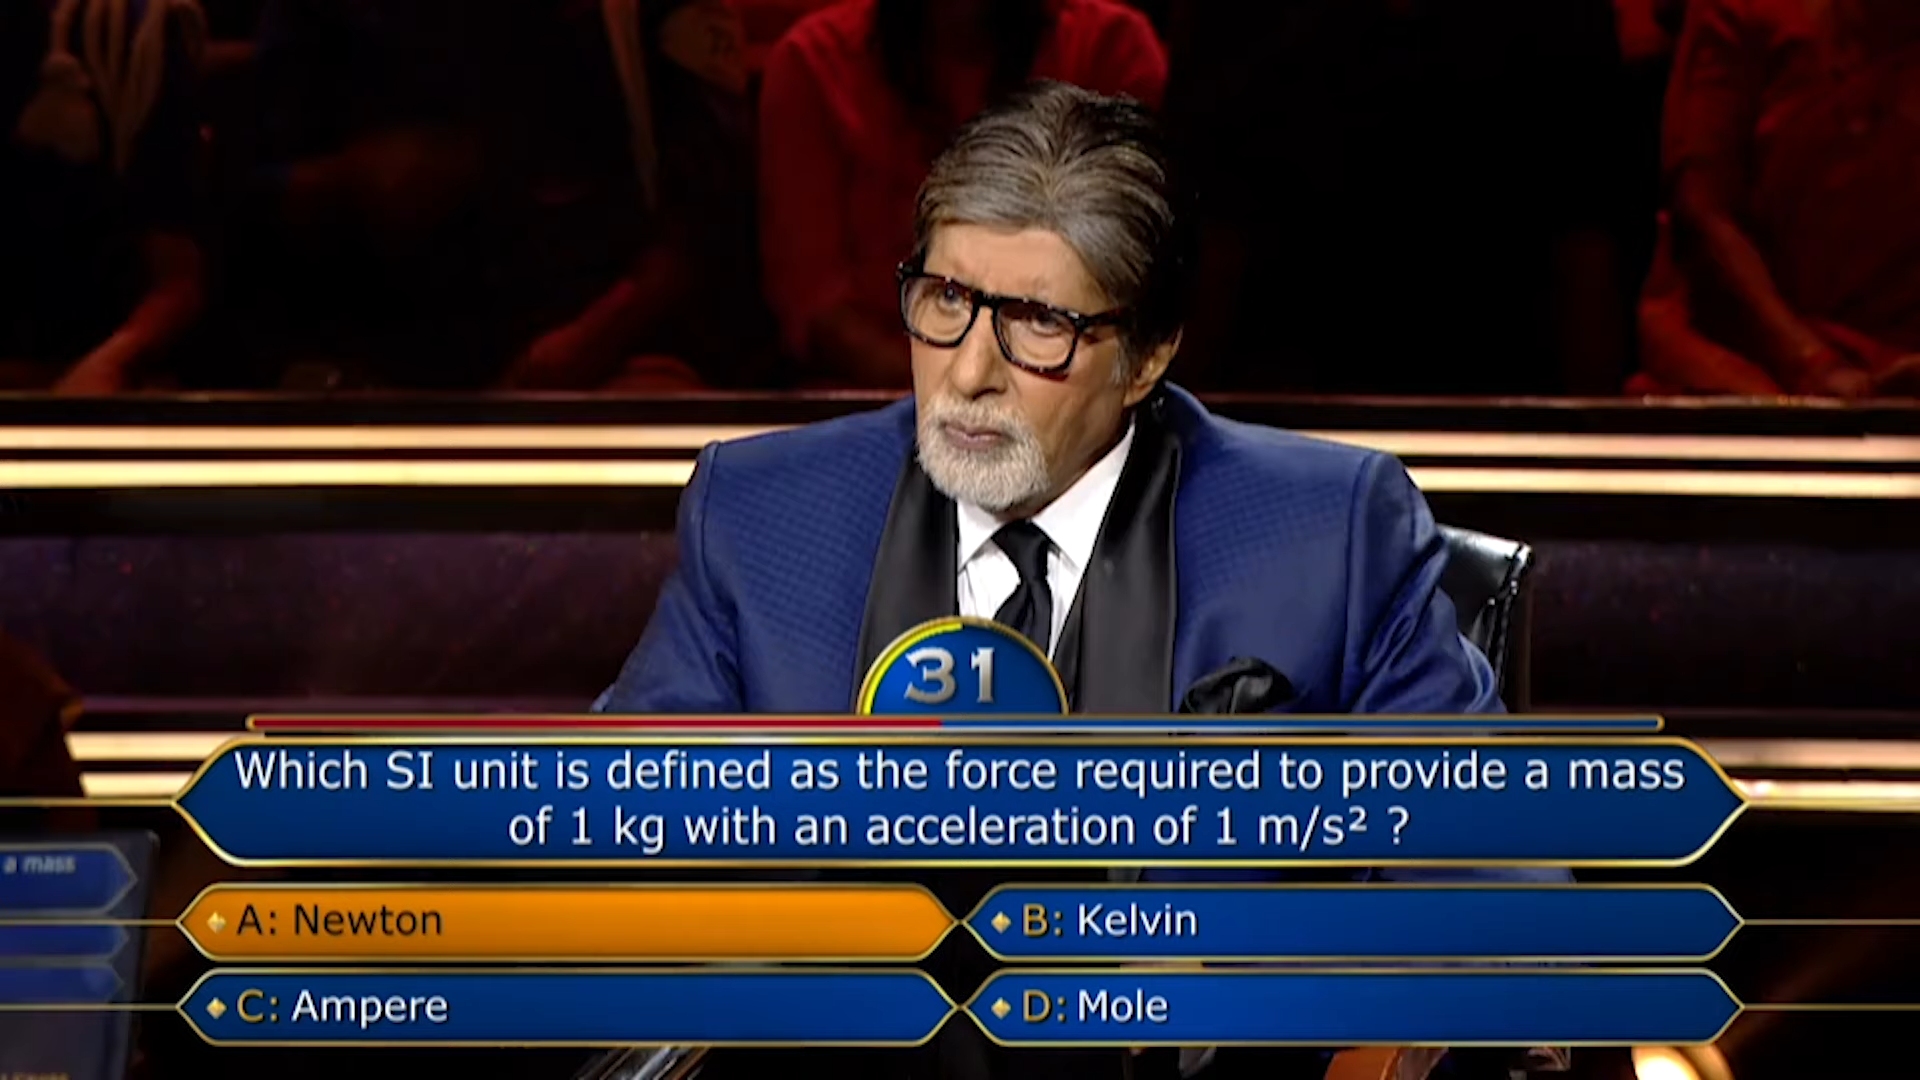 31
Which SI unit is defined as the force required to provide a mass
of 1 kg with an acceleration of 1 m/s² ?
A: Newton
B: Kelvin
C: Ampere
D: Mole
a mass